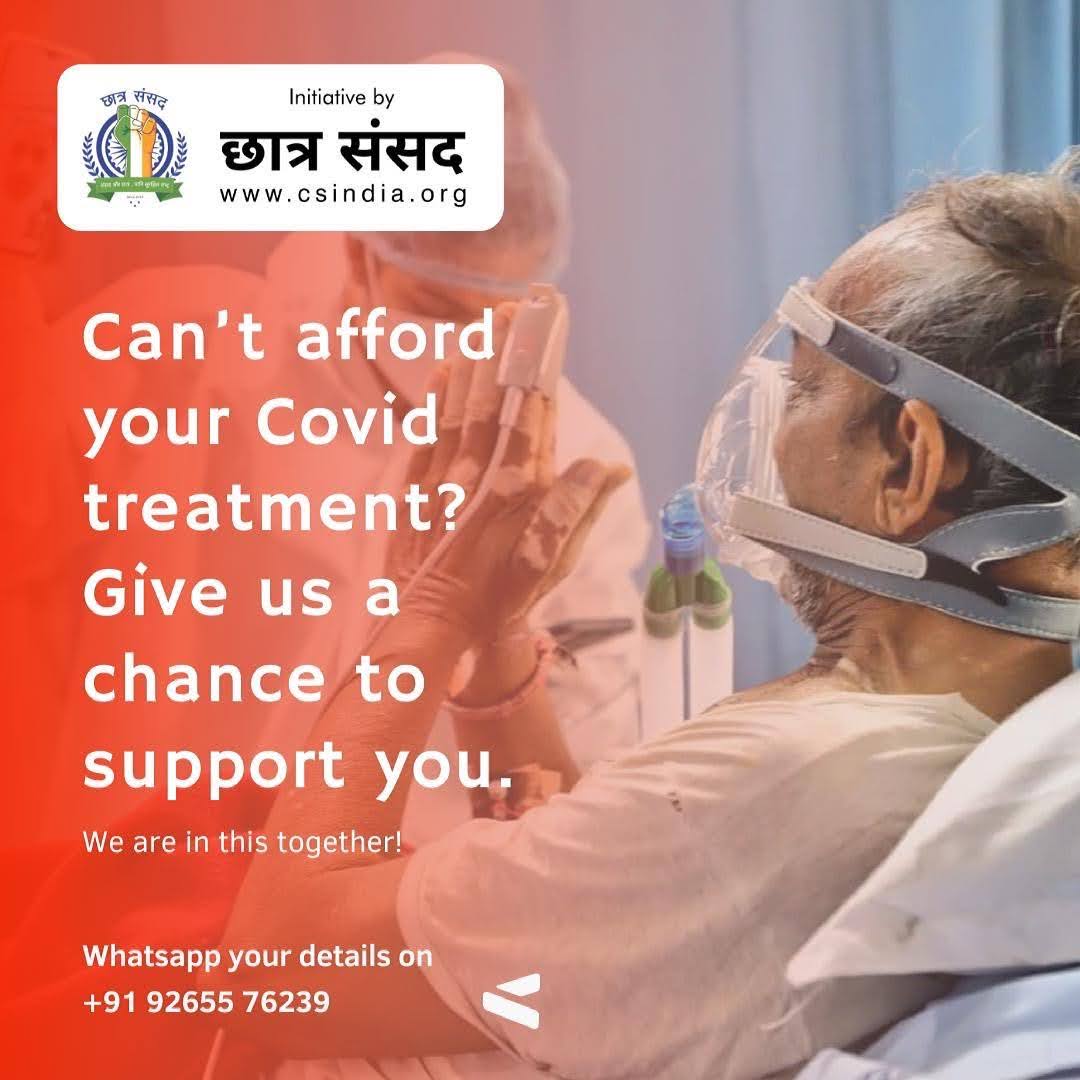 छात्र संसद
Initiative by
छात्र संसद
www.csindia.org
Can't afford
your Covid
treatment?
Give us a
chance to
support you.
We are in this together!
Whatsapp your details on
+91 92655 76239